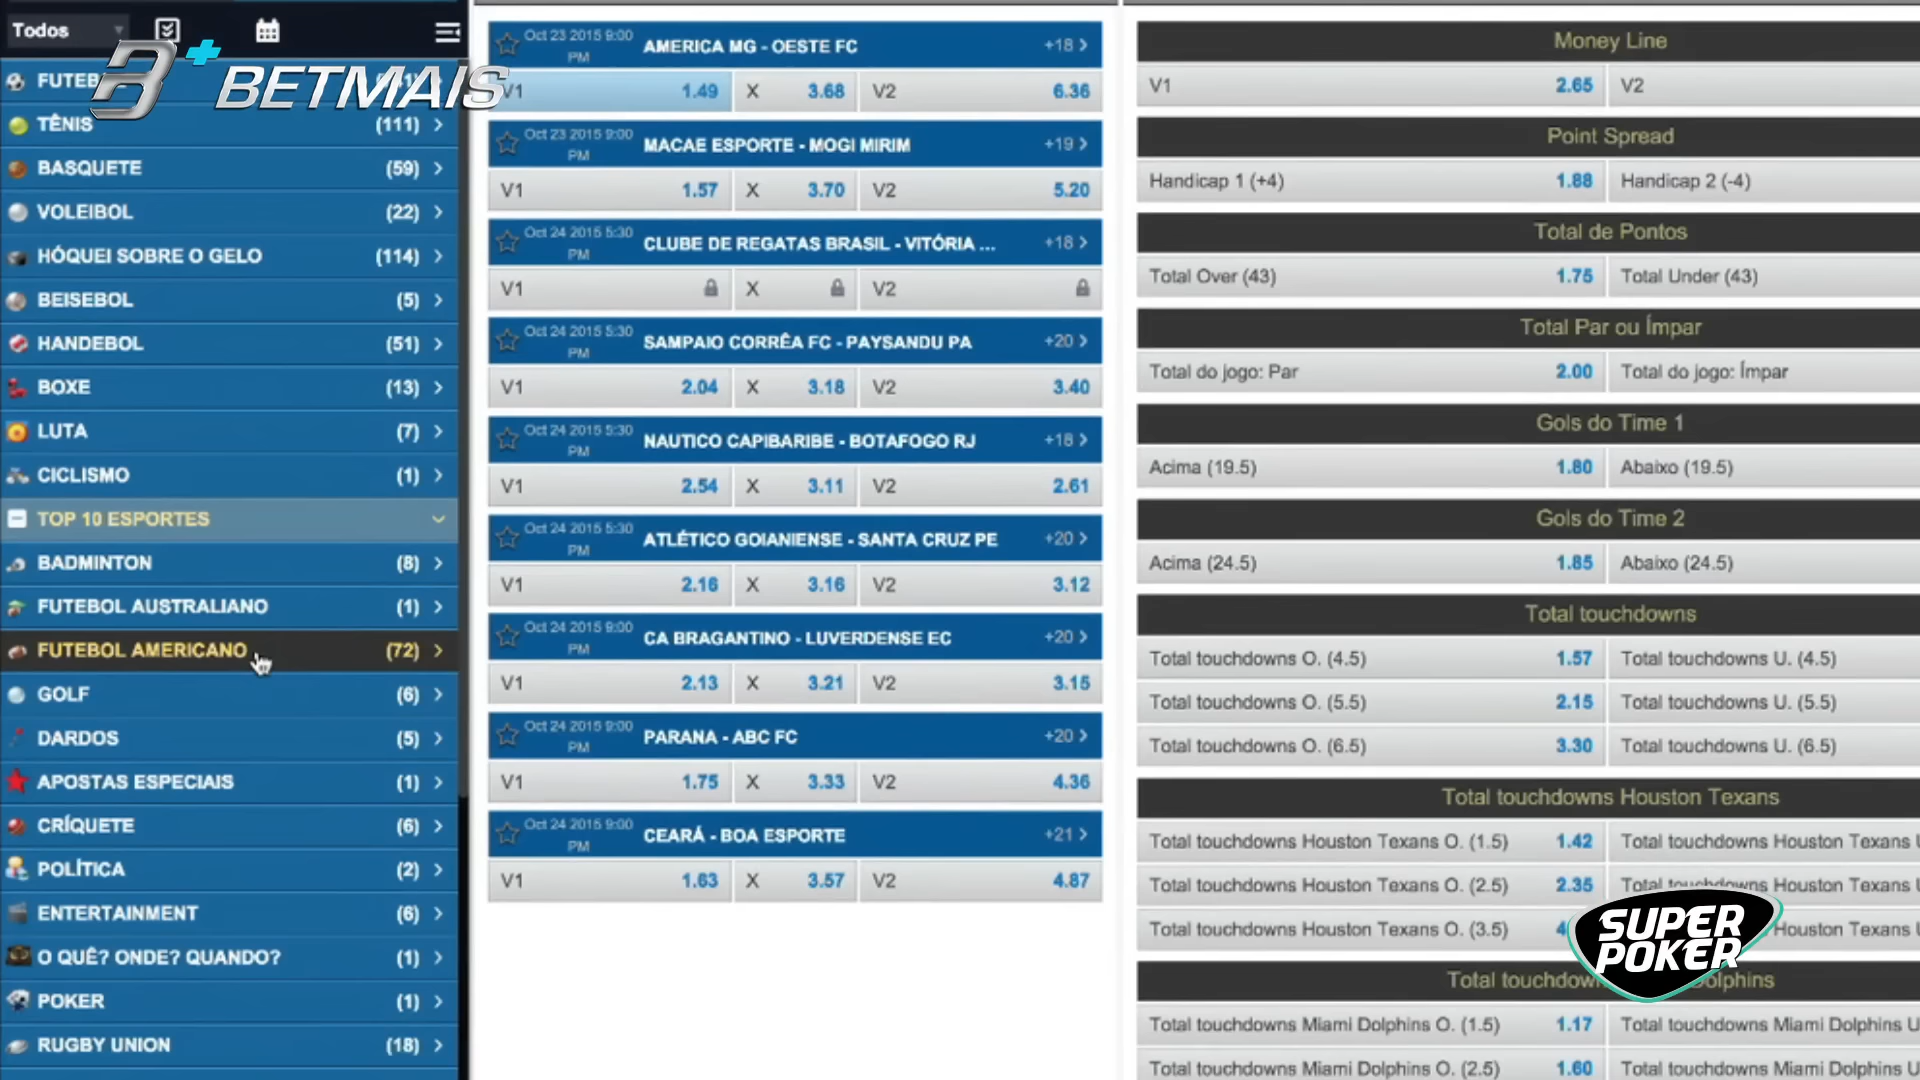 Todos
BETMAIS
TÊNIS (111)
BASQUETE (59)
VOLEIBOL (22)
HÓQUEI SOBRE O GELO (114)
BEISEBOL (5)
HANDEBOL (51)
BOXE (13)
LUTA (7)
CICLISMO (1)
TOP 10 ESPORTES
BADMINTON (8)
FUTEBOL AUSTRALIANO (1)
FUTEBOL AMERICANO (72)
GOLF (6)
DARDOS (5)
APOSTAS ESPECIAIS (1)
CRÍQUETE (6)
POLÍTICA (2)
ENTERTAINMENT (6)
O QUÊ? ONDE? QUANDO? (1)
POKER (1)
RUGBY UNION (18)
Oct 23 2015 9:00 PM AMERICA MG - OESTE FC +18
V1 1.49 X 3.68 V2 6.36
Oct 23 2015 9:00 PM MACAE ESPORTE - MOGI MIRIM +19
V1 1.57 X 3.70 V2 5.20
Oct 24 2015 5:30 PM CLUBE DE REGATAS BRASIL - VITÓRIA ... +18
V1 X V2
Oct 24 2015 5:30 PM SAMPAIO CORRÊA FC - PAYSANDU PA +20
V1 2.04 X 3.18 V2 3.40
Oct 24 2015 5:30 PM NAUTICO CAPIBARIBE - BOTAFOGO RJ +18
V1 2.54 X 3.11 V2 2.61
Oct 24 2015 5:30 PM ATLÉTICO GOIANIENSE - SANTA CRUZ PE +20
V1 2.16 X 3.16 V2 3.12
Oct 24 2015 9:00 PM CA BRAGANTINO - LUVERDENSE EC +20
V1 2.13 X 3.21 V2 3.15
Oct 24 2015 9:00 PM PARANA - ABC FC +20
V1 1.75 X 3.33 V2 4.36
Oct 24 2015 9:00 PM CEARÁ - BOA ESPORTE +21
V1 1.63 X 3.57 V2 4.87
Money Line
V1 2.65 V2
Point Spread
Handicap 1 (+4) 1.88 Handicap 2 (-4)
Total de Pontos
Total Over (43) 1.75 Total Under (43)
Total Par ou Ímpar
Total do jogo: Par 2.00 Total do jogo: Ímpar
Gols do Time 1
Acima (19.5) 1.80 Abaixo (19.5)
Gols do Time 2
Acima (24.5) 1.85 Abaixo (24.5)
Total touchdowns
Total touchdowns O. (4.5) 1.57 Total touchdowns U. (4.5)
Total touchdowns O. (5.5) 2.15 Total touchdowns U. (5.5)
Total touchdowns O. (6.5) 3.30 Total touchdowns U. (6.5)
Total touchdowns Houston Texans
Total touchdowns Houston Texans O. (1.5) 1.42 Total touchdowns Houston Texans
Total touchdowns Houston Texans O. (2.5) 2.35 Total touchdowns Houston Texans
Total touchdowns Houston Texans O. (3.5) Houston Texans
Total Dolphins
Total touchdowns Miami Dolphins O. (1.5) 1.17 Total touchdowns Miami Dolphins
Total touchdowns Miami Dolphins O. (2.5) 1.60 Total touchdowns Miami Dolphins
SUPER
POKER